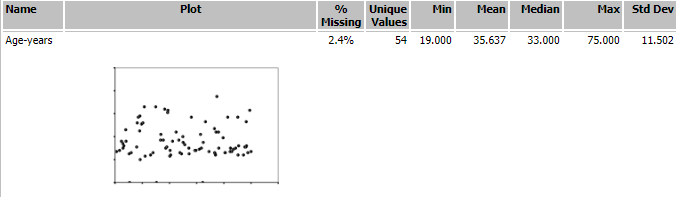 Name Plot % Missing Unique Values Min Mean Median Max Std Dev
Age-years 2.4% 54 19.000 35.637 33.000 75.000 11.502